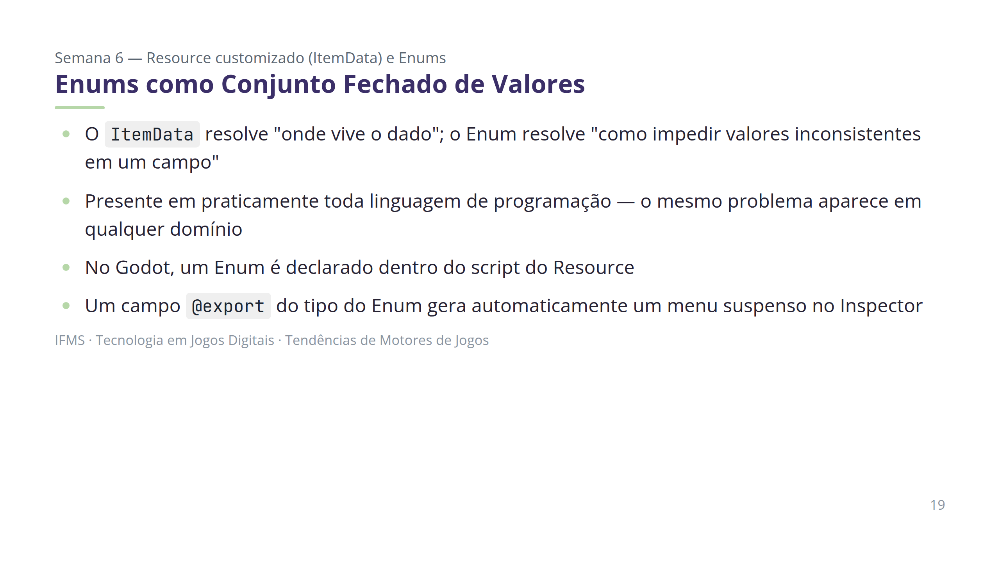 Semana 6 — Resource customizado (ItemData) e Enums
Enums como Conjunto Fechado de Valores
O ItemData resolve "onde vive o dado"; o Enum resolve "como impedir valores inconsistentes
em um campo"
Presente em praticamente toda linguagem de programação — o mesmo problema aparece em
qualquer domínio
No Godot, um Enum é declarado dentro do script do Resource
Um campo @export do tipo do Enum gera automaticamente um menu suspenso no Inspector
IFMS · Tecnologia em Jogos Digitais · Tendências de Motores de Jogos
19